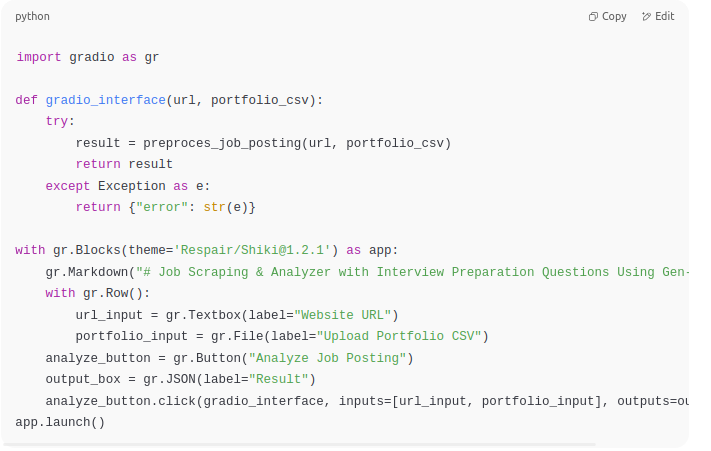 python
Copy
Edit
import gradio as gr
def gradio_interface(url, portfolio_csv):
    try:
        result = preproces_job_posting(url, portfolio_csv)
        return result
    except Exception as e:
        return {"error": str(e)}
with gr.Blocks(theme='Respair/Shiki@1.2.1') as app:
    gr.Markdown("# Job Scraping & Analyzer with Interview Preparation Questions Using Gen-
    with gr.Row():
        url_input = gr.Textbox(label="Website URL")
        portfolio_input = gr.File(label="Upload Portfolio CSV")
    analyze_button = gr.Button("Analyze Job Posting")
    output_box = gr.JSON(label="Result")
    analyze_button.click(gradio_interface, inputs=[url_input, portfolio_input], outputs=ou
app.launch()